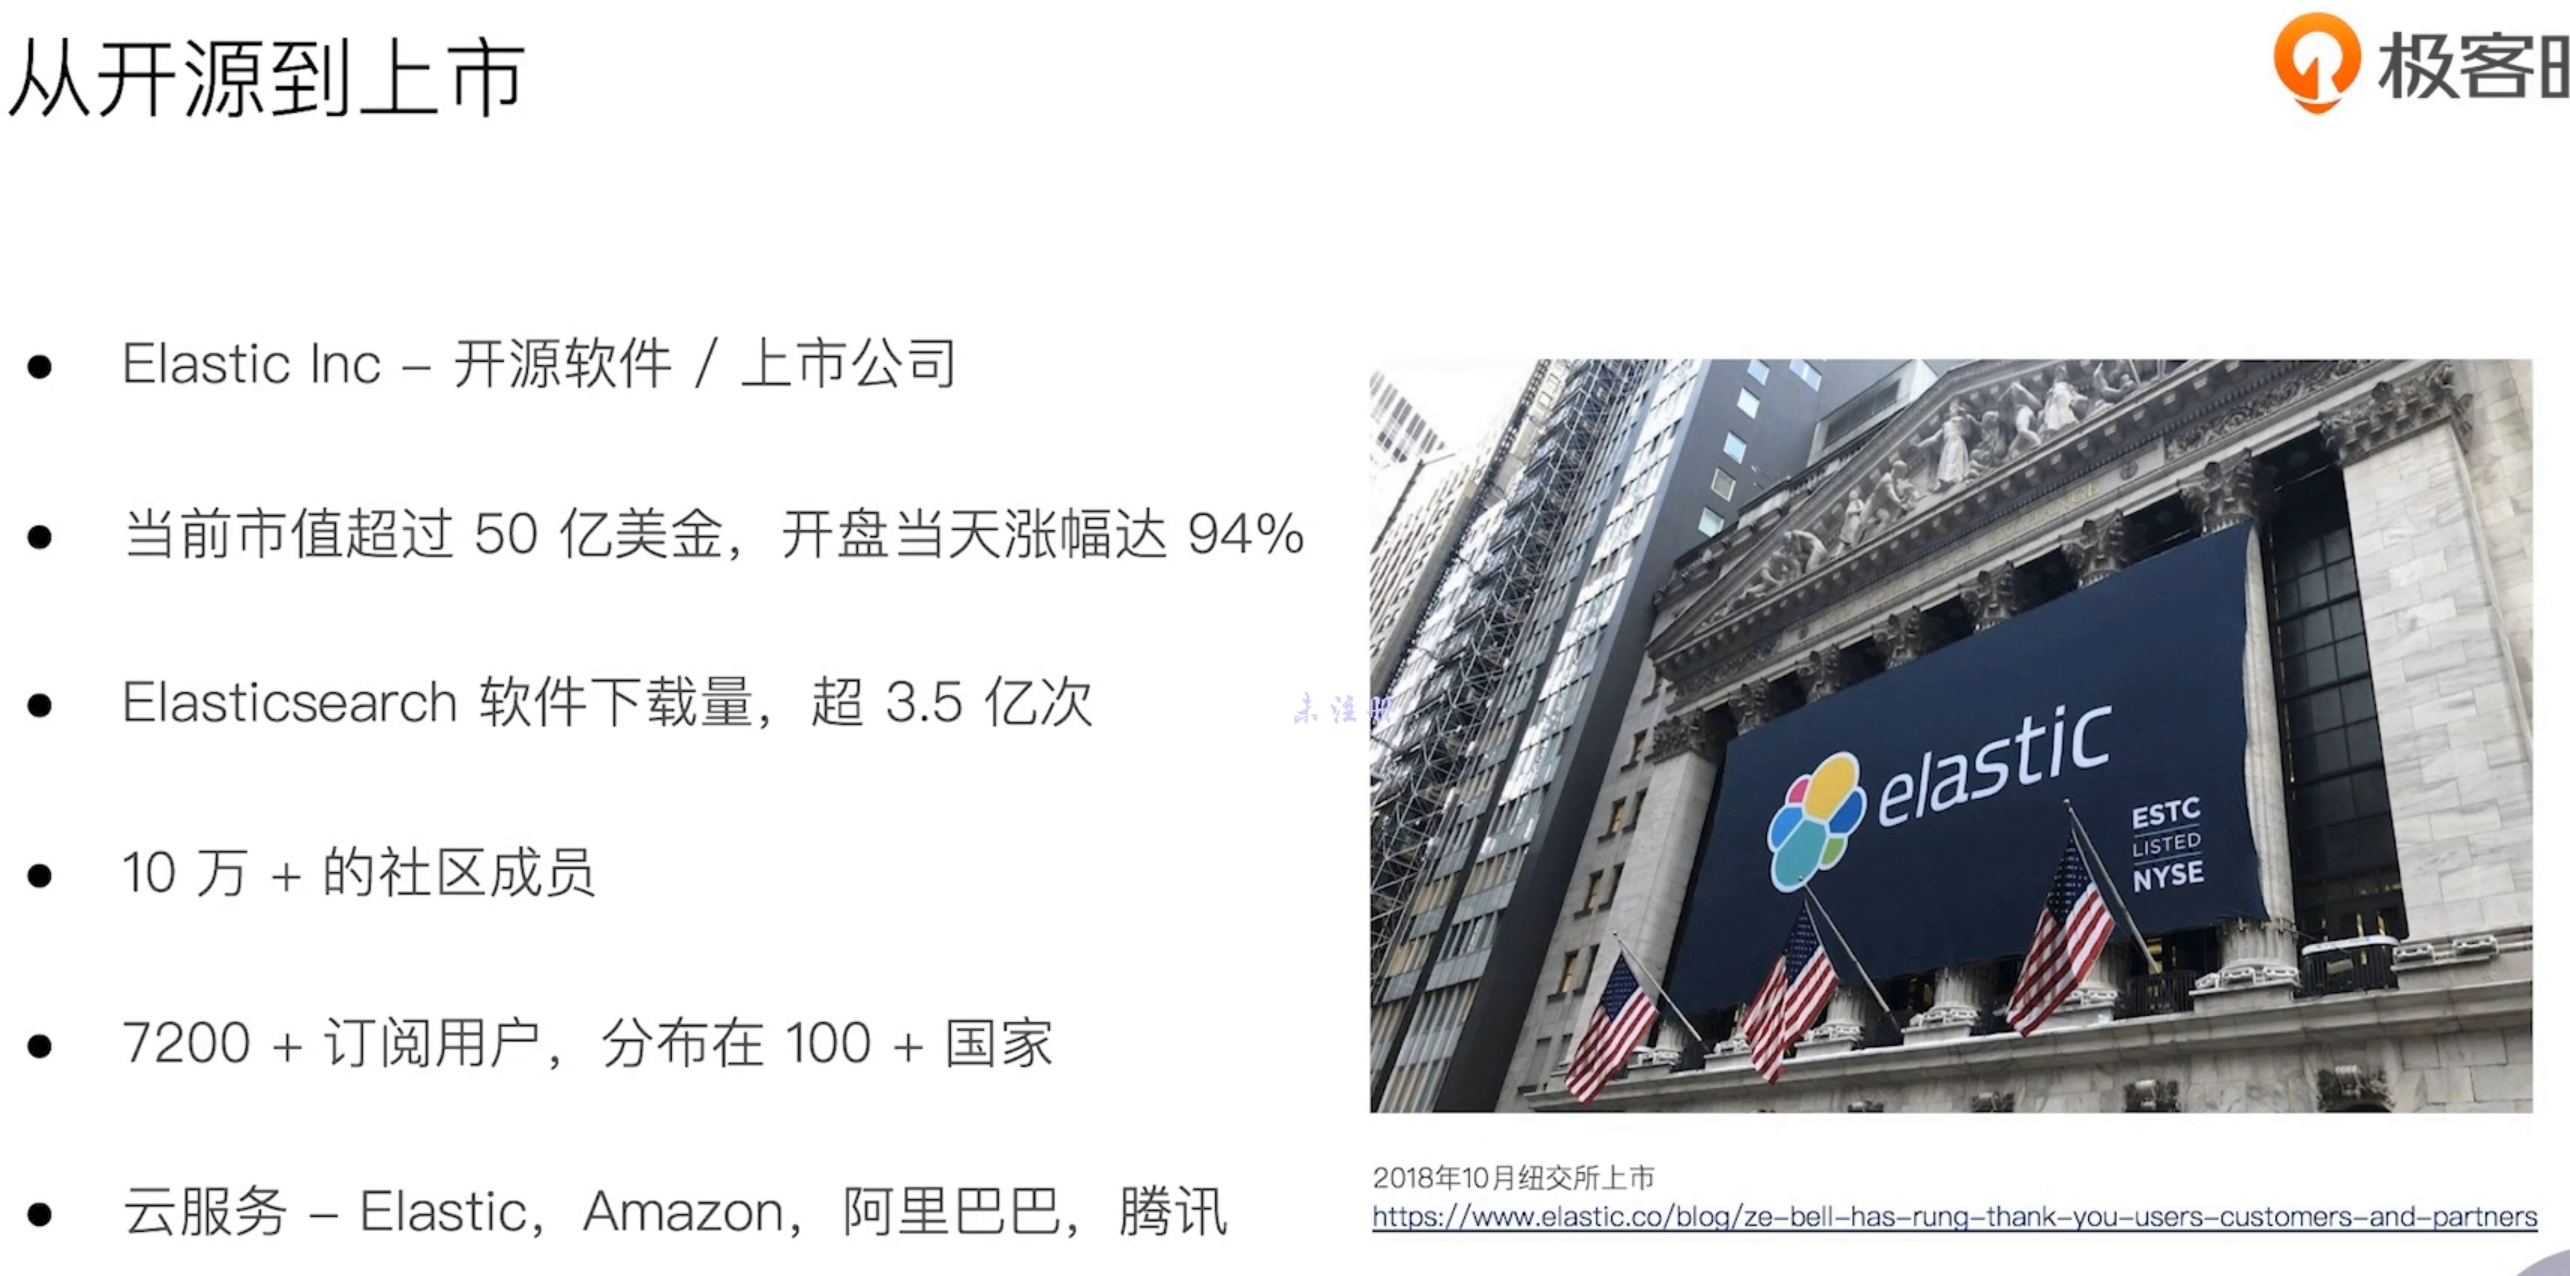 从开源到上市
极客
Elastic Inc – 开源软件 / 上市公司
当前市值超过 50 亿美金，开盘当天涨幅达 94%
Elasticsearch 软件下载量，超 3.5 亿次
10 万 + 的社区成员
7200 + 订阅用户，分布在 100 + 国家
云服务 – Elastic，Amazon，阿里巴巴，腾讯
未注册
elastic
ESTC
LISTED
NYSE
2018年10月纽交所上市
https://www.elastic.co/blog/ze-bell-has-rung-thank-you-users-customers-and-partners